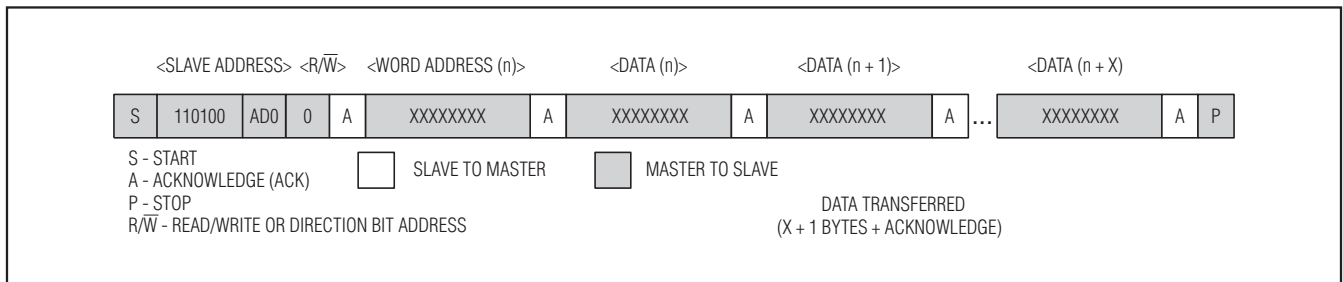 <SLAVE ADDRESS> <R/W̅> <WORD ADDRESS (n)> <DATA (n)> <DATA (n + 1)> <DATA (n + X)
S 110100 AD0 0 A XXXXXXXX A XXXXXXXX A XXXXXXXX A ... XXXXXXXX A P
S - START
A - ACKNOWLEDGE (ACK) SLAVE TO MASTER MASTER TO SLAVE
P - STOP DATA TRANSFERRED
R/W̅ - READ/WRITE OR DIRECTION BIT ADDRESS (X + 1 BYTES + ACKNOWLEDGE)